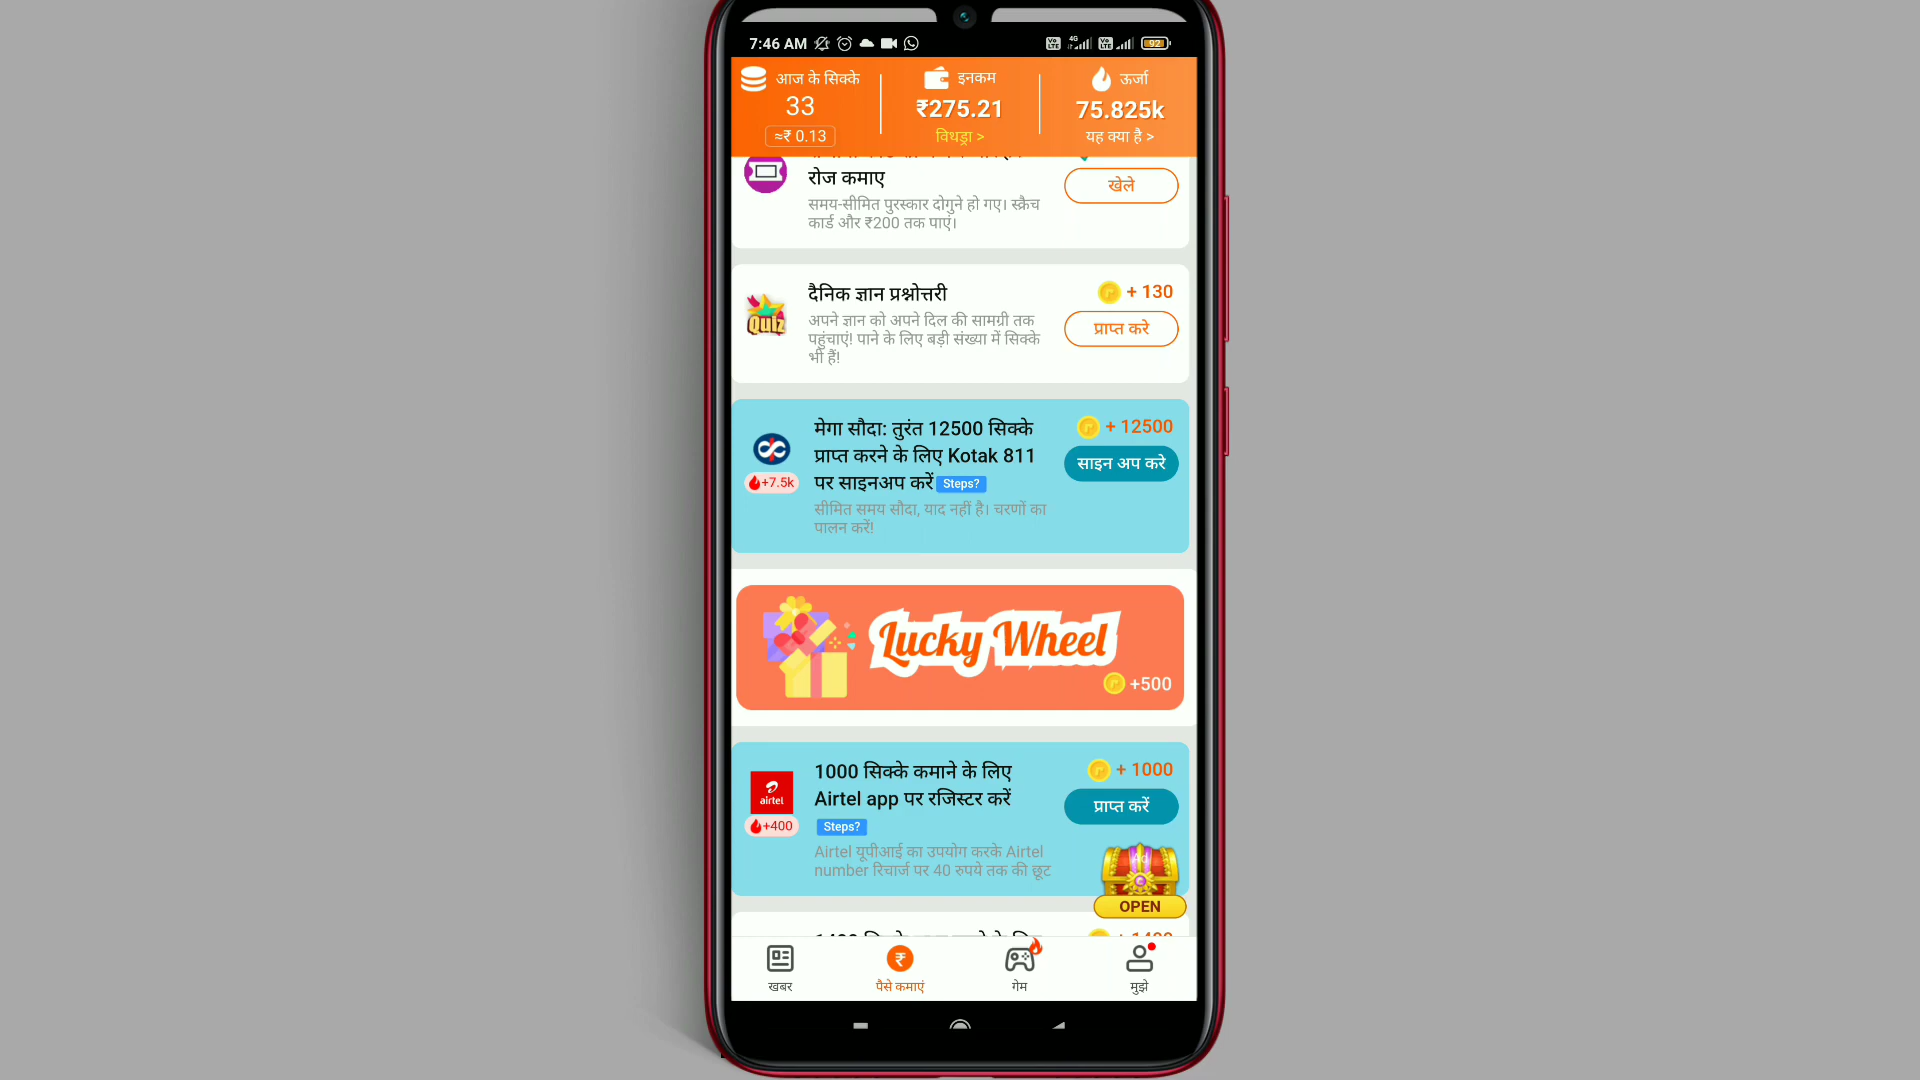 7:46 AM
92
आज के सिक्के
33
≈₹ 0.13
इनकम
₹275.21
विथड्रा >
ऊर्जा
75.825k
यह क्या है >
रोज कमाए
समय-सीमित पुरस्कार दोगुने हो गए। स्क्रैच
कार्ड और ₹200 तक पाएं।
खेले
Quiz
दैनिक ज्ञान प्रश्नोत्तरी
अपने ज्ञान को अपने दिल की सामग्री तक
पहुंचाएं! पाने के लिए बड़ी संख्या में सिक्के
भी हैं!
+ 130
प्राप्त करे
+7.5k
मेगा सौदा: तुरंत 12500 सिक्के
प्राप्त करने के लिए Kotak 811
पर साइनअप करें Steps?
सीमित समय सौदा, याद नहीं है। चरणों का
पालन करें!
+ 12500
साइन अप करे
Lucky Wheel
+500
airtel
+400
1000 सिक्के कमाने के लिए
Airtel app पर रजिस्टर करें
Steps?
Airtel यूपीआई का उपयोग करके Airtel
number रिचार्ज पर 40 रुपये तक की छूट
+ 1000
प्राप्त करें
Ad
OPEN
खबर
पैसे कमाएं
गेम
मुझे